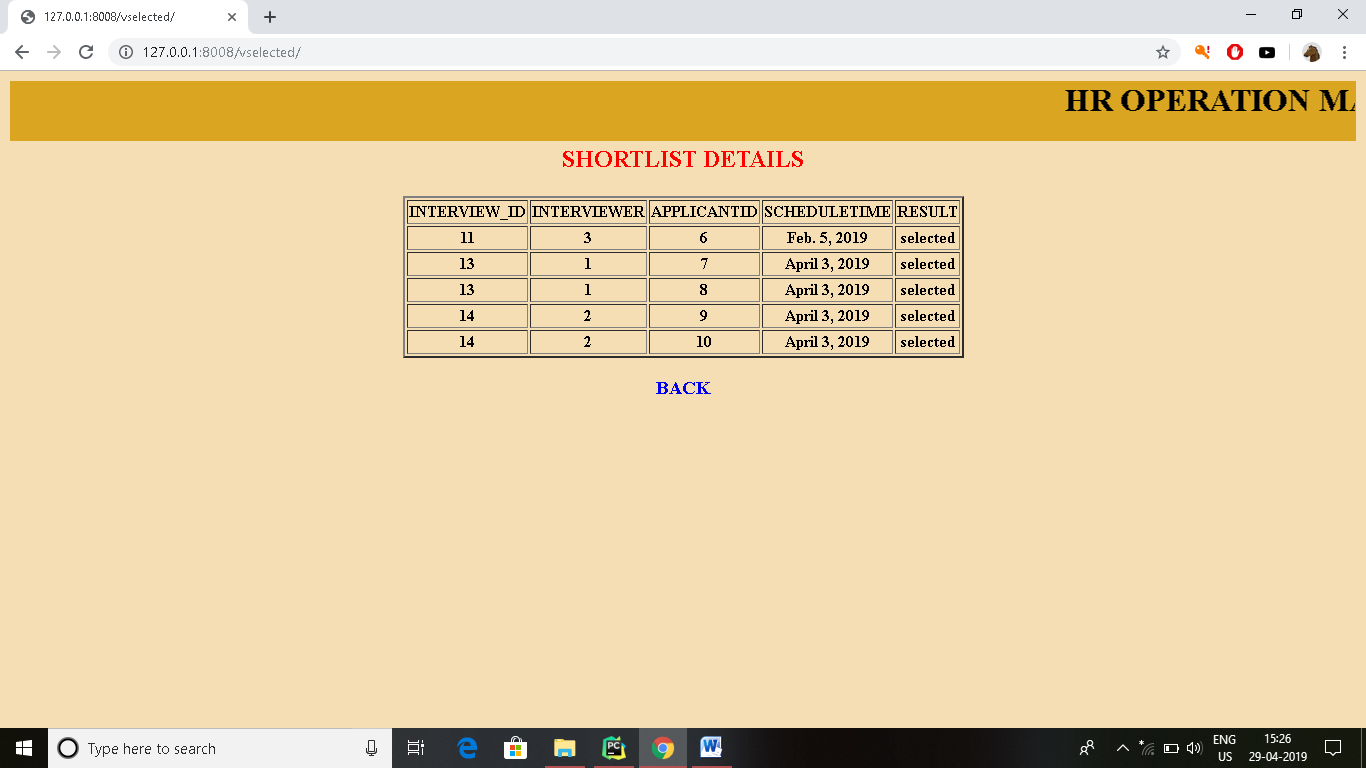 127.0.0.1:8008/vselected/
127.0.0.1:8008/vselected/
HR OPERATION MA
SHORTLIST DETAILS
INTERVIEW_ID INTERVIEWER APPLICANTID SCHEDULETIME RESULT
11 3 6 Feb. 5, 2019 selected
13 1 7 April 3, 2019 selected
13 1 8 April 3, 2019 selected
14 2 9 April 3, 2019 selected
14 2 10 April 3, 2019 selected
BACK
Type here to search
PC
W
ENG
US
15:26
29-04-2019